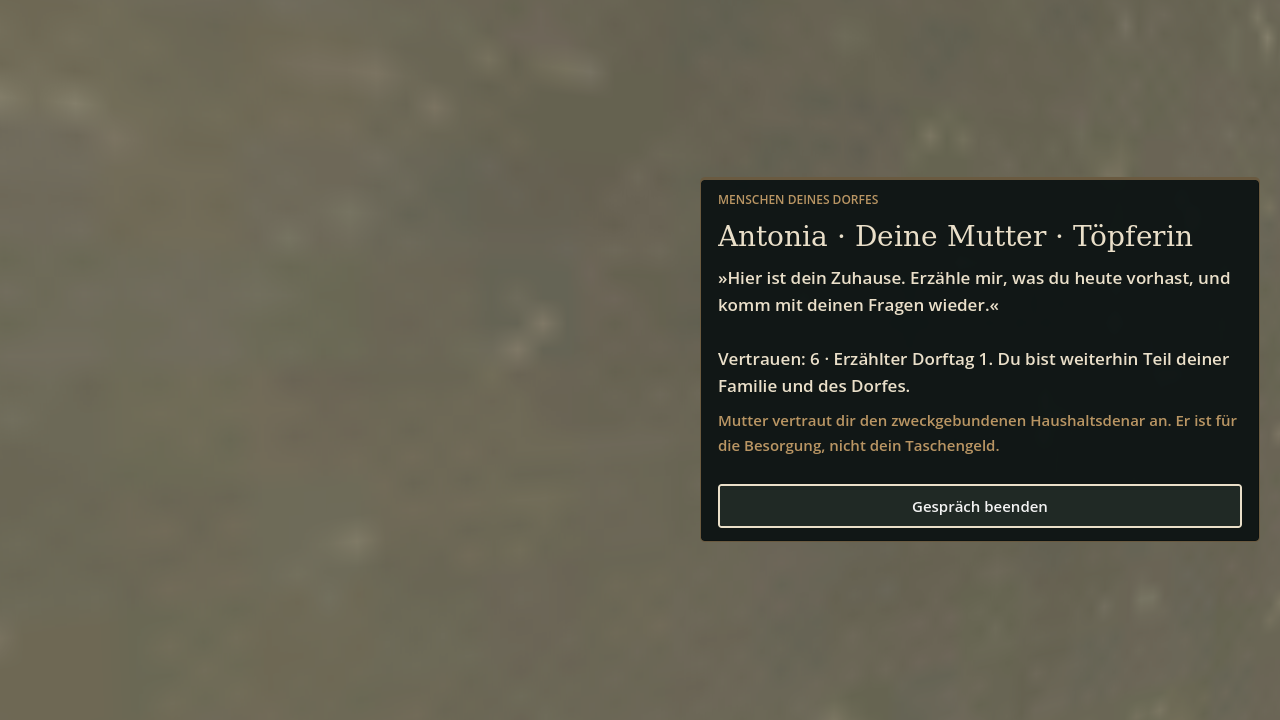 MENSCHEN DEINES DORFES
Antonia · Deine Mutter · Töpferin
»Hier ist dein Zuhause. Erzähle mir, was du heute vorhast, und
komm mit deinen Fragen wieder.«
Vertrauen: 6 · Erzählter Dorftag 1. Du bist weiterhin Teil deiner
Familie und des Dorfes.
Mutter vertraut dir den zweckgebundenen Haushaltsdenar an. Er ist für
die Besorgung, nicht dein Taschengeld.
Gespräch beenden